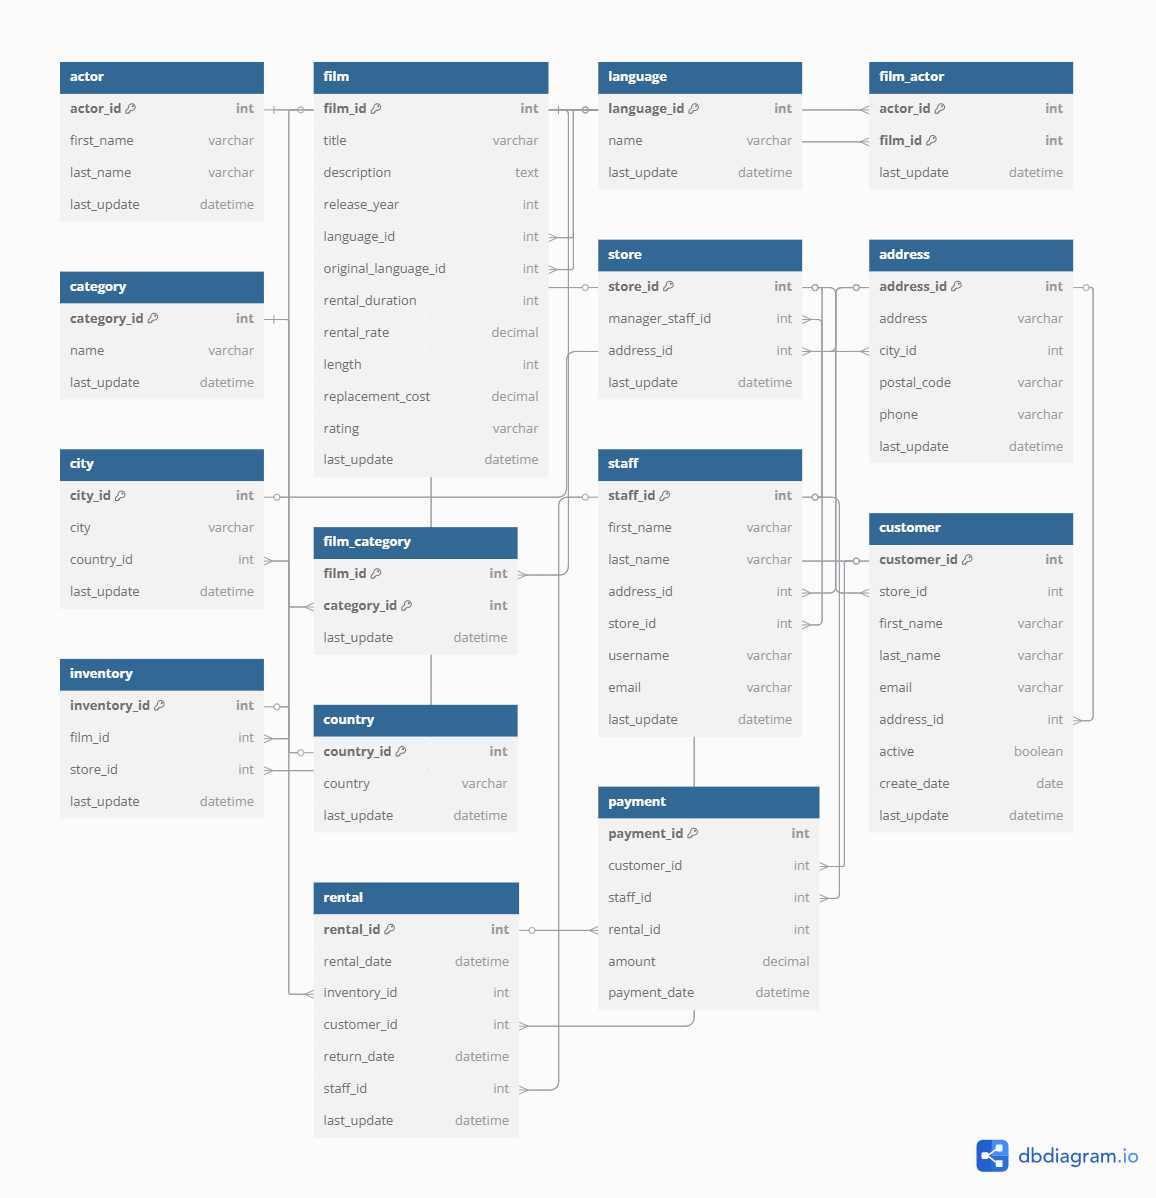 actor
actor_id int
first_name varchar
last_name varchar
last_update datetime
film
film_id int
title varchar
description text
release_year int
language_id int
original_language_id int
rental_duration int
rental_rate decimal
length int
replacement_cost decimal
rating varchar
last_update datetime
language
language_id int
name varchar
last_update datetime
film_actor
actor_id int
film_id int
last_update datetime
category
category_id int
name varchar
last_update datetime
store
store_id int
manager_staff_id int
address_id int
last_update datetime
address
address_id int
address varchar
city_id int
postal_code varchar
phone varchar
last_update datetime
city
city_id int
city varchar
country_id int
last_update datetime
film_category
film_id int
category_id int
last_update datetime
staff
staff_id int
first_name varchar
last_name varchar
address_id int
store_id int
username varchar
email varchar
last_update datetime
customer
customer_id int
store_id int
first_name varchar
last_name varchar
email varchar
address_id int
active boolean
create_date date
last_update datetime
inventory
inventory_id int
film_id int
store_id int
last_update datetime
country
country_id int
country varchar
last_update datetime
payment
payment_id int
customer_id int
staff_id int
rental_id int
amount decimal
payment_date datetime
rental
rental_id int
rental_date datetime
inventory_id int
customer_id int
return_date datetime
staff_id int
last_update datetime
dbdiagram.io